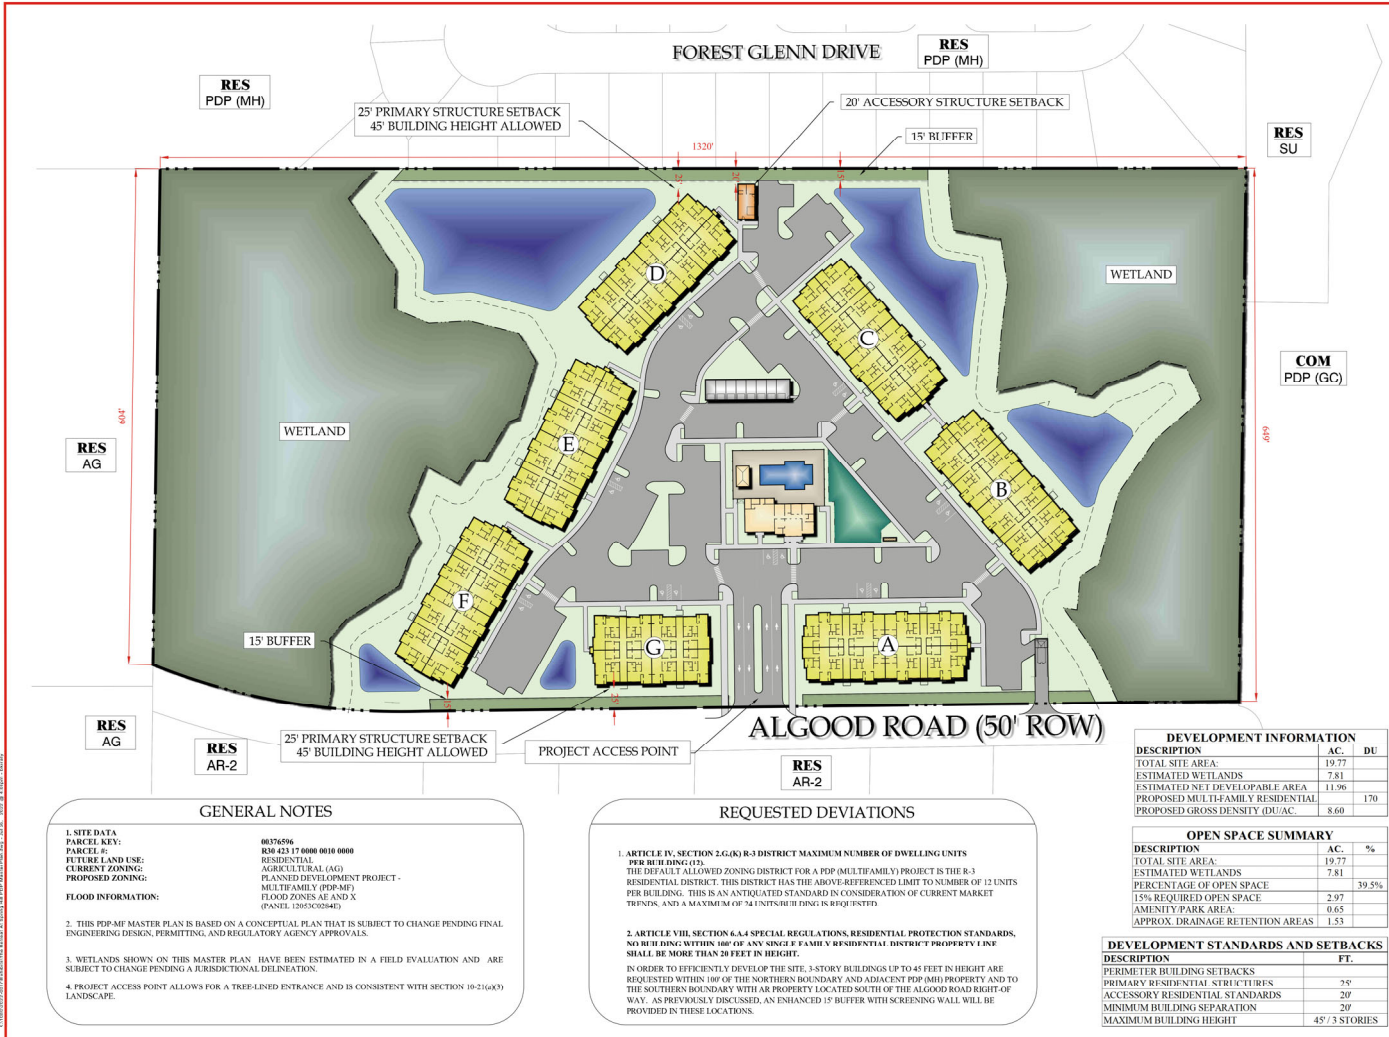 FOREST GLENN DRIVE
RES
PDP (MH)
RES
PDP (MH)
25' PRIMARY STRUCTURE SETBACK
45' BUILDING HEIGHT ALLOWED
20' ACCESSORY STRUCTURE SETBACK
15' BUFFER
RES
SU
1320'
25'
20'
15'
D
C
WETLAND
COM
PDP (GC)
604'
649'
WETLAND
RES
AG
E
B
F
G
A
15' BUFFER
15'
25'
RES
AG
RES
AR-2
25' PRIMARY STRUCTURE SETBACK
45' BUILDING HEIGHT ALLOWED
PROJECT ACCESS POINT
ALGOOD ROAD (50' ROW)
RES
AR-2
DEVELOPMENT INFORMATION
DESCRIPTION AC. DU
TOTAL SITE AREA: 19.77
ESTIMATED WETLANDS 7.81
ESTIMATED NET DEVELOPABLE AREA 11.96
PROPOSED MULTI-FAMILY RESIDENTIAL 170
PROPOSED GROSS DENSITY (DU/AC. 8.60
OPEN SPACE SUMMARY
DESCRIPTION AC. %
TOTAL SITE AREA: 19.77
ESTIMATED WETLANDS 7.81
PERCENTAGE OF OPEN SPACE 39.5%
15% REQUIRED OPEN SPACE 2.97
AMENITY/PARK AREA: 0.65
APPROX. DRAINAGE RETENTION AREAS 1.53
DEVELOPMENT STANDARDS AND SETBACKS
DESCRIPTION FT.
PERIMETER BUILDING SETBACKS
PRIMARY RESIDENTIAL STRUCTURES 25'
ACCESSORY RESIDENTIAL STANDARDS 20'
MINIMUM BUILDING SEPARATION 20'
MAXIMUM BUILDING HEIGHT 45' / 3 STORIES
GENERAL NOTES
1. SITE DATA
PARCEL KEY: 00376596
PARCEL #: R30 423 17 0000 0010 0000
FUTURE LAND USE: RESIDENTIAL
CURRENT ZONING: AGRICULTURAL (AG)
PROPOSED ZONING: PLANNED DEVELOPMENT PROJECT -
MULTIFAMILY (PDP-MF)
FLOOD INFORMATION: FLOOD ZONES AE AND X
(PANEL 12053C0284E)
2. THIS PDP-MF MASTER PLAN IS BASED ON A CONCEPTUAL PLAN THAT IS SUBJECT TO CHANGE PENDING FINAL
ENGINEERING DESIGN, PERMITTING, AND REGULATORY AGENCY APPROVALS.
3. WETLANDS SHOWN ON THIS MASTER PLAN HAVE BEEN ESTIMATED IN A FIELD EVALUATION AND ARE
SUBJECT TO CHANGE PENDING A JURISDICTIONAL DELINEATION.
4. PROJECT ACCESS POINT ALLOWS FOR A TREE-LINED ENTRANCE AND IS CONSISTENT WITH SECTION 10-21(a)(3)
LANDSCAPE.
REQUESTED DEVIATIONS
1. ARTICLE IV, SECTION 2.G.(K) R-3 DISTRICT MAXIMUM NUMBER OF DWELLING UNITS
PER BUILDING (12).
THE DEFAULT ALLOWED ZONING DISTRICT FOR A PDP (MULTIFAMILY) PROJECT IS THE R-3
RESIDENTIAL DISTRICT. THIS DISTRICT HAS THE ABOVE-REFERENCED LIMIT TO NUMBER OF 12 UNITS
PER BUILDING. THIS IS AN ANTIQUATED STANDARD IN CONSIDERATION OF CURRENT MARKET
TRENDS, AND A MAXIMUM OF 24 UNITS/BUILDING IS REQUESTED.
2. ARTICLE VIII, SECTION 6.A.4 SPECIAL REGULATIONS, RESIDENTIAL PROTECTION STANDARDS,
NO BUILDING WITHIN 100' OF ANY SINGLE FAMILY RESIDENTIAL DISTRICT PROPERTY LINE
SHALL BE MORE THAN 20 FEET IN HEIGHT.
IN ORDER TO EFFICIENTLY DEVELOP THE SITE, 3-STORY BUILDINGS UP TO 45 FEET IN HEIGHT ARE
REQUESTED WITHIN 100' OF THE NORTHERN BOUNDARY AND ADJACENT PDP (MH) PROPERTY AND TO
THE SOUTHERN BOUNDARY WITH AR PROPERTY LOCATED SOUTH OF THE ALGOOD ROAD RIGHT-OF
WAY. AS PREVIOUSLY DISCUSSED, AN ENHANCED 15' BUFFER WITH SCREENING WALL WILL BE
PROVIDED IN THESE LOCATIONS.